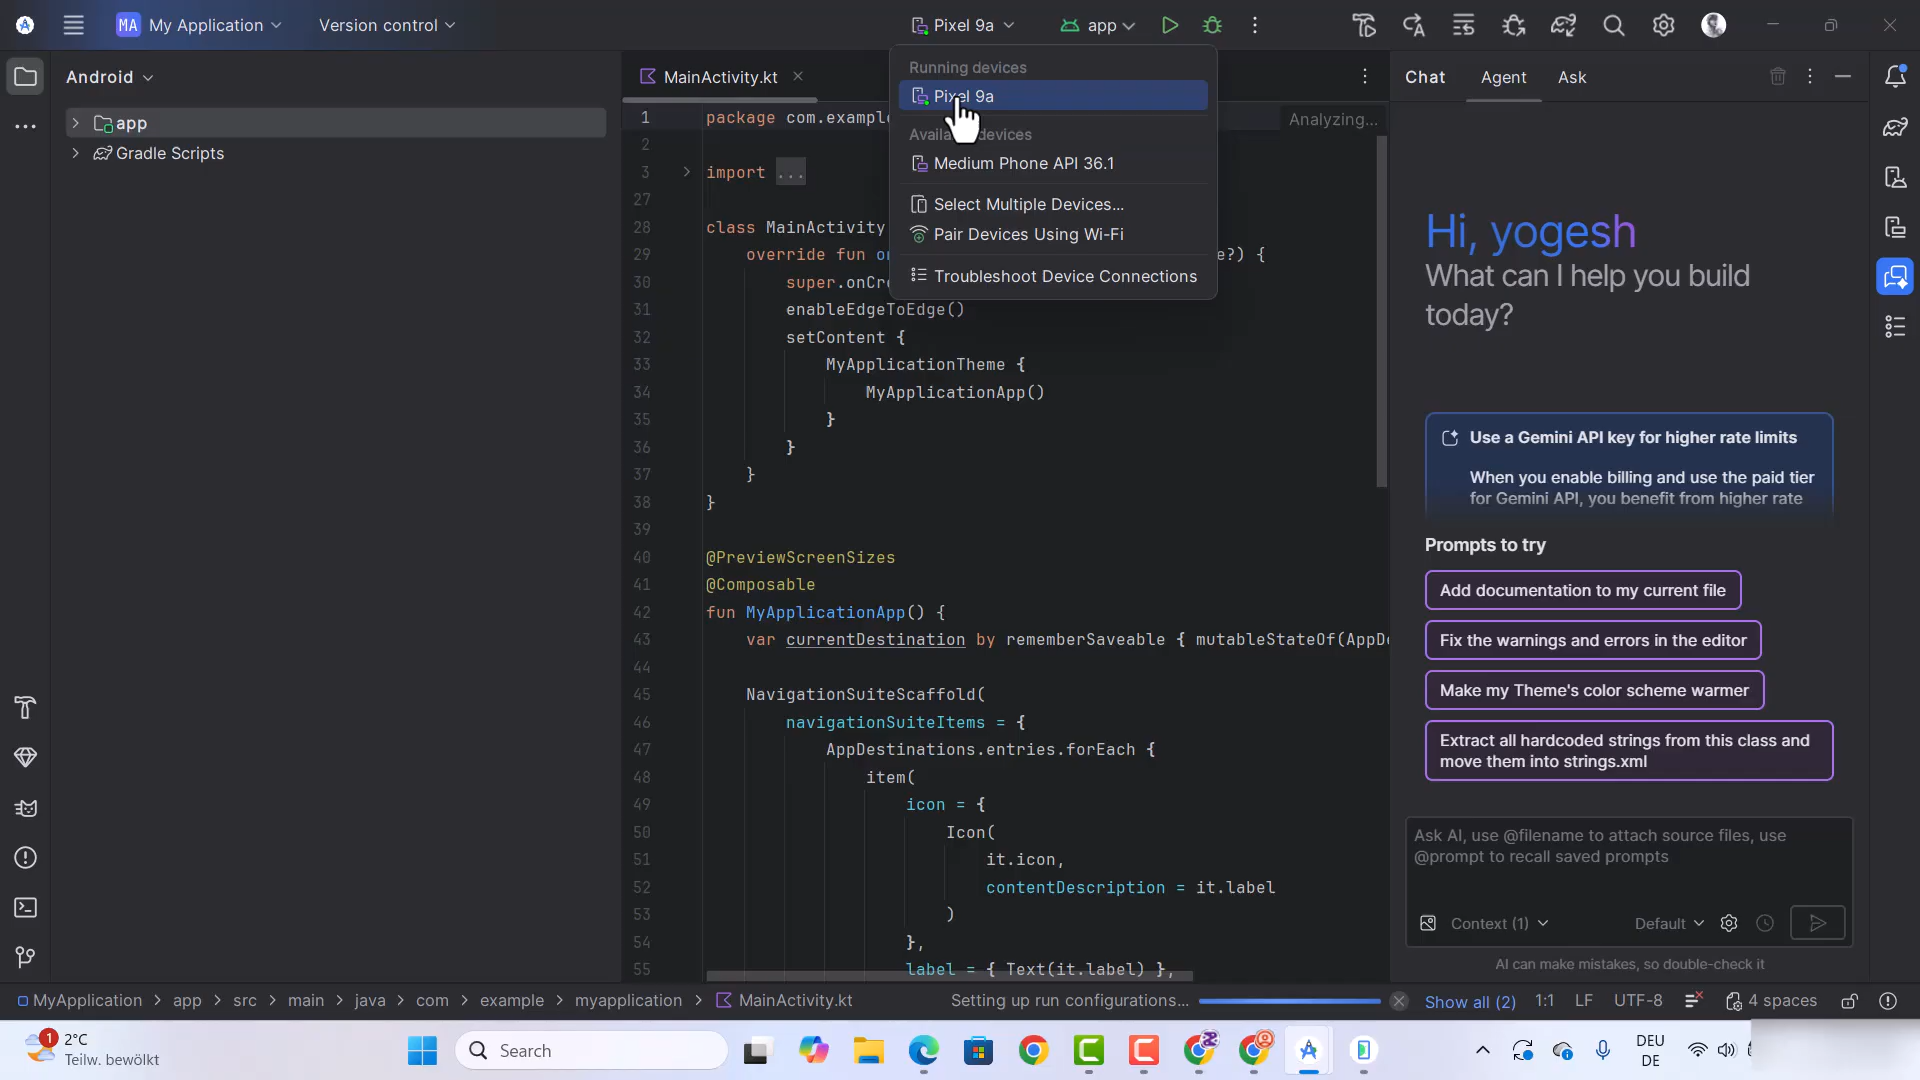 MA My Application
Version control
Pixel 9a
app
Android
MainActivity.kt
Chat
Agent
Ask
Running devices
Pixel 9a
Available devices
Medium Phone API 36.1
Select Multiple Devices...
Pair Devices Using Wi-Fi
Troubleshoot Device Connections
app
Gradle Scripts
Analyzing...
1 package com.example
2
3 import ...
27
28 class MainActivity
29 override fun on e?) {
30 super.onCre
31 enableEdgeToEdge()
32 setContent {
33 MyApplicationTheme {
34 MyApplicationApp()
35 }
36 }
37 }
38 }
39
40 @PreviewScreenSizes
41 @Composable
42 fun MyApplicationApp() {
43 var currentDestination by rememberSaveable { mutableStateOf(AppDe
44
45 NavigationSuiteScaffold(
46 navigationSuiteItems = {
47 AppDestinations.entries.forEach {
48 item(
49 icon = {
50 Icon(
51 it.icon,
52 contentDescription = it.label
53 )
54 },
55 label = { Text(it.label) },
Hi, yogesh
What can I help you build
today?
Use a Gemini API key for higher rate limits
When you enable billing and use the paid tier
for Gemini API, you benefit from higher rate
Prompts to try
Add documentation to my current file
Fix the warnings and errors in the editor
Make my Theme's color scheme warmer
Extract all hardcoded strings from this class and
move them into strings.xml
Ask AI, use @filename to attach source files, use
@prompt to recall saved prompts
Context (1)
Default
AI can make mistakes, so double-check it
MyApplication > app > src > main > java > com > example > myapplication > MainActivity.kt
Setting up run configurations...
Show all (2)
1:1
LF
UTF-8
4 spaces
1
2°C
Teilw. bewölkt
Search
DEU
DE